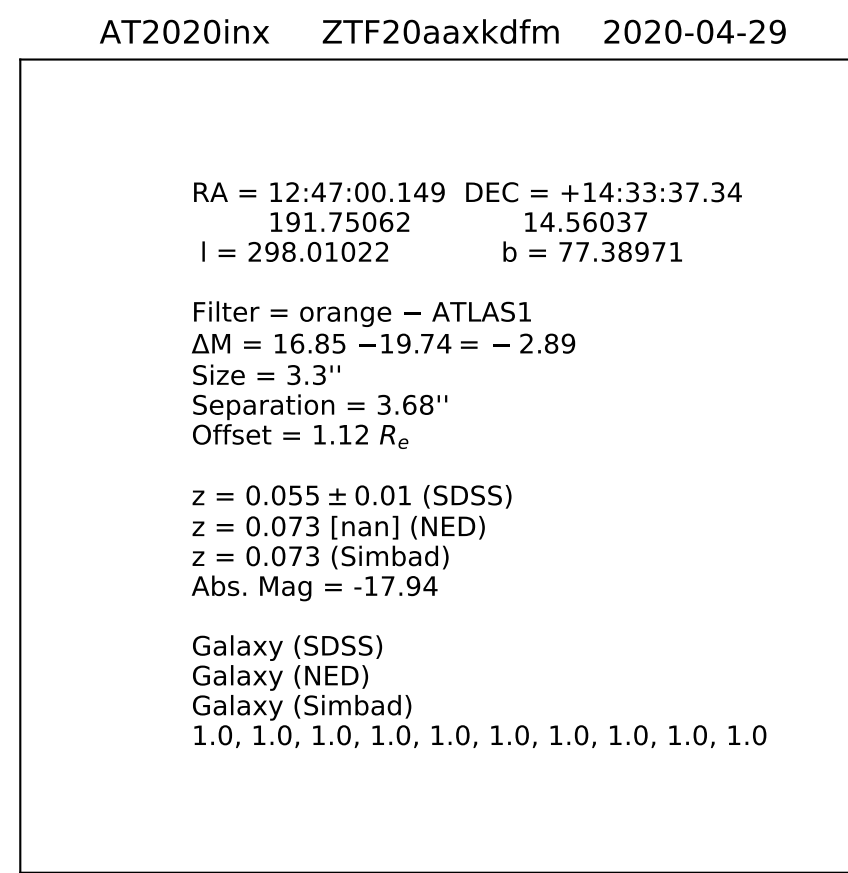 AT2020inx ZTF20aaxkdfm 2020-04-29
RA = 12:47:00.149 DEC = +14:33:37.34
191.75062 14.56037
l = 298.01022 b = 77.38971
Filter = orange − ATLAS1
ΔM = 16.85 −19.74 = − 2.89
Size = 3.3''
Separation = 3.68''
Offset = 1.12 Re
z = 0.055 ± 0.01 (SDSS)
z = 0.073 [nan] (NED)
z = 0.073 (Simbad)
Abs. Mag = -17.94
Galaxy (SDSS)
Galaxy (NED)
Galaxy (Simbad)
1.0, 1.0, 1.0, 1.0, 1.0, 1.0, 1.0, 1.0, 1.0, 1.0